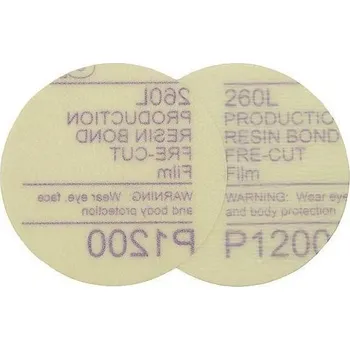 260L
PRODUCTION
RESIN BOND
FRE-CUT
Film
WARNING: Wear eye, face
and body protection
P1200
260L
PRODUCTIO
RESIN BOND
FRE-CUT
Film
WARNING: Wear eye
and body protection
P1200